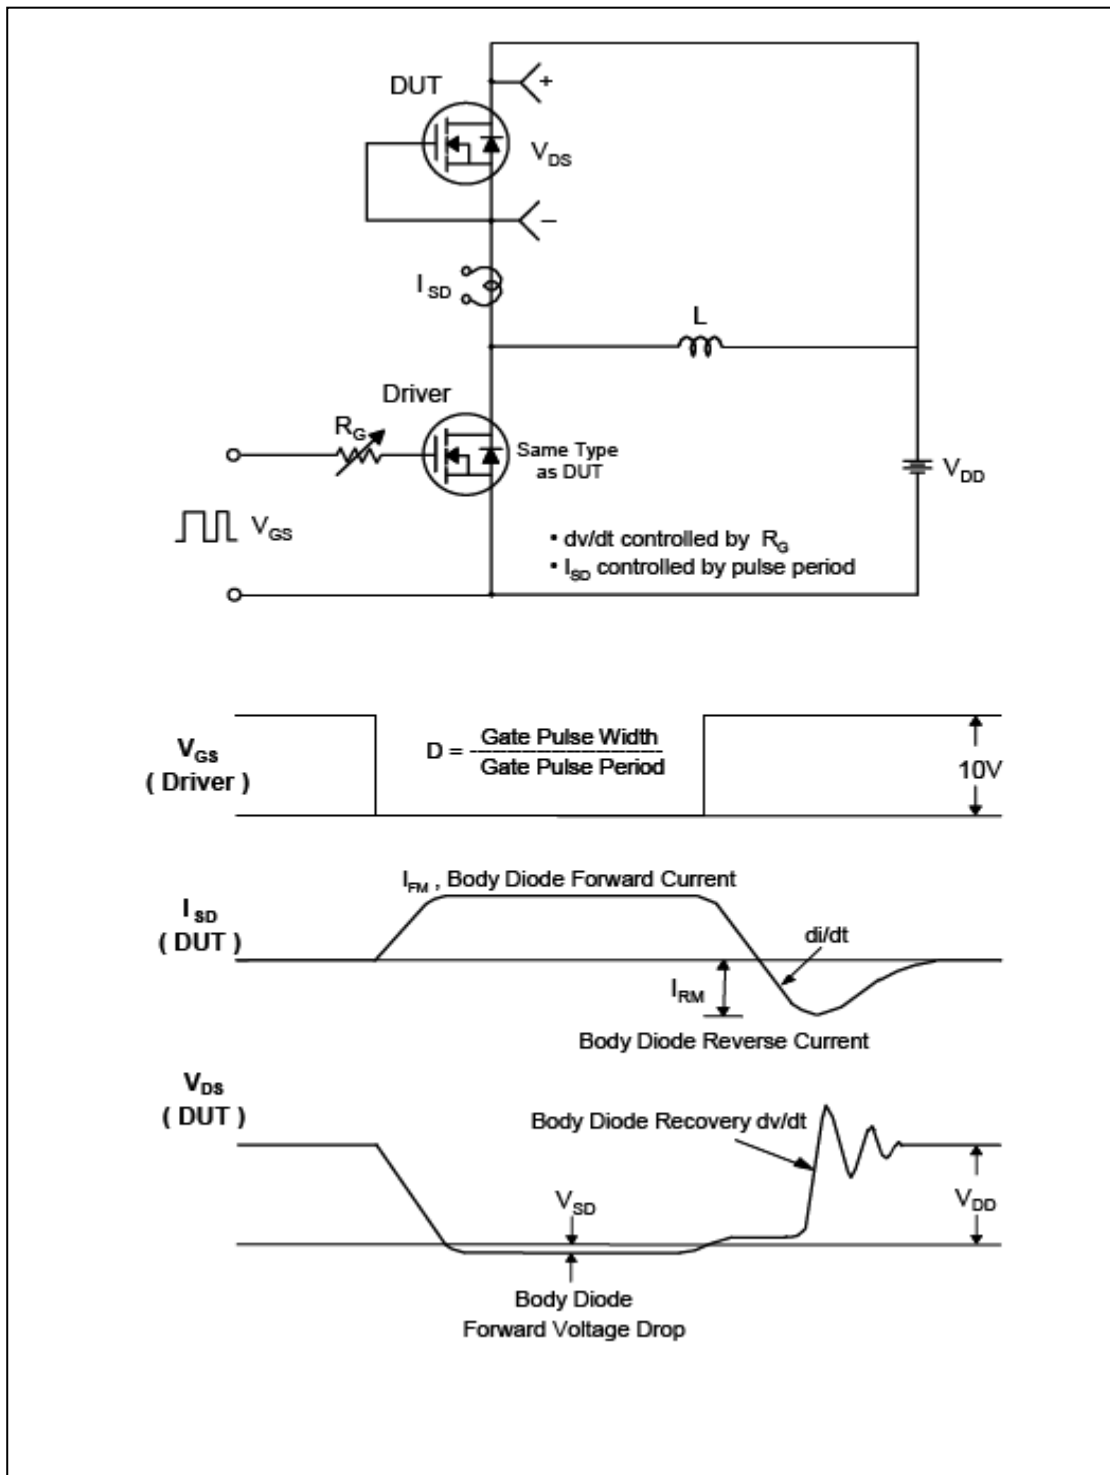 DUT
+
V_DS
–
I_SD
L
Driver
R_G
Same Type
as DUT
V_DD
V_GS
• dv/dt controlled by R_G
• I_SD controlled by pulse period
V_GS
( Driver )
D = Gate Pulse Width
Gate Pulse Period
10V
I_FM , Body Diode Forward Current
I_SD
( DUT )
di/dt
I_RM
Body Diode Reverse Current
V_DS
( DUT )
Body Diode Recovery dv/dt
V_SD
V_DD
Body Diode
Forward Voltage Drop